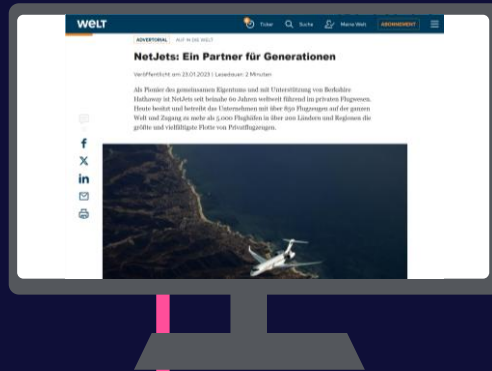 WELT
Ticker Suche Meine Welt ABONNEMENT
ADVERTORIAL AUF IN DIE WELT
NetJets: Ein Partner für Generationen
Veröffentlicht am 23.01.2023 | Lesedauer: 2 Minuten
Als Pionier des gemeinsamen Eigentums und mit Unterstützung von Berkshire
Hathaway ist NetJets seit beinahe 60 Jahren weltweit führend im privaten Flugwesen.
Heute besitzt und betreibt das Unternehmen mit über 850 Flugzeugen auf der ganzen
Welt und Zugang zu mehr als 5.000 Flughäfen in über 200 Ländern und Regionen die
größte und vielfältigste Flotte von Privatflugzeugen.